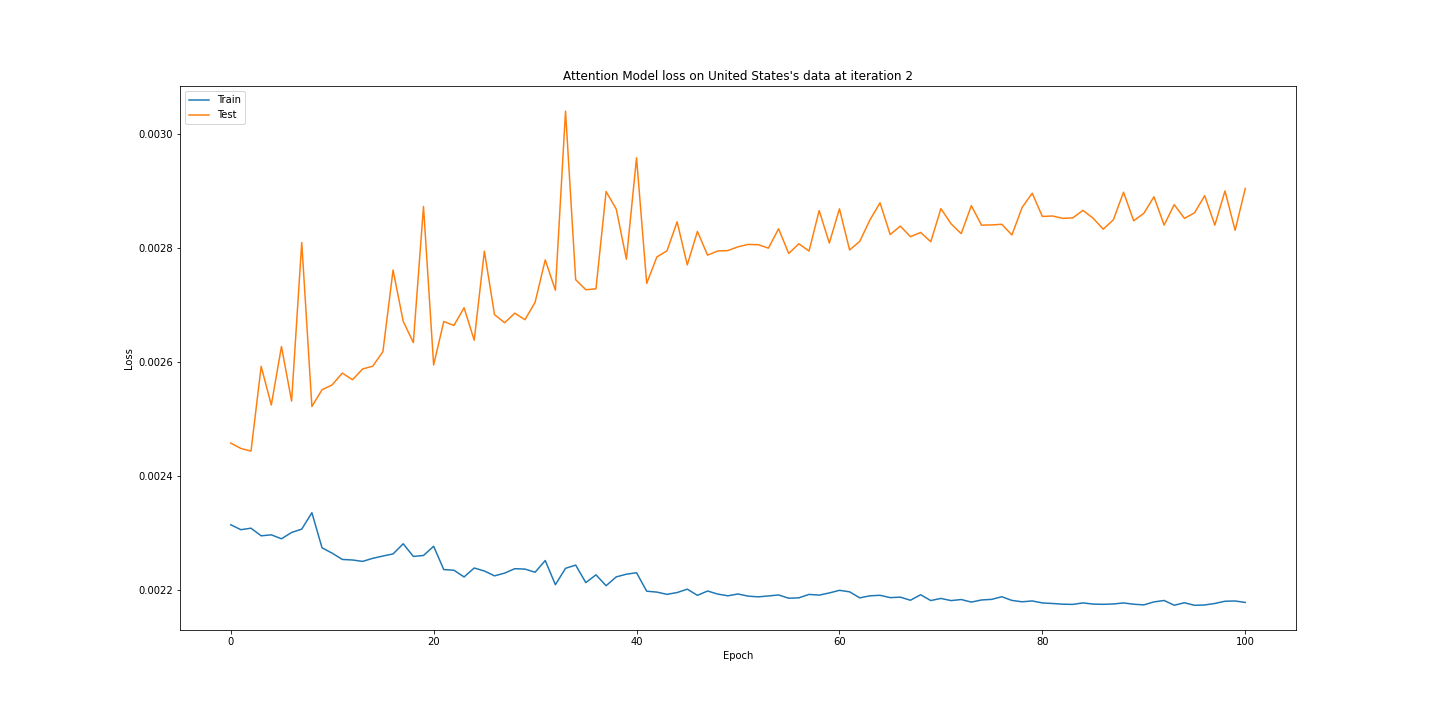 Attention Model loss on United States's data at iteration 2
Train
Test
0.0030
0.0028
0.0026
0.0024
0.0022
Loss
0
20
40
60
80
100
Epoch